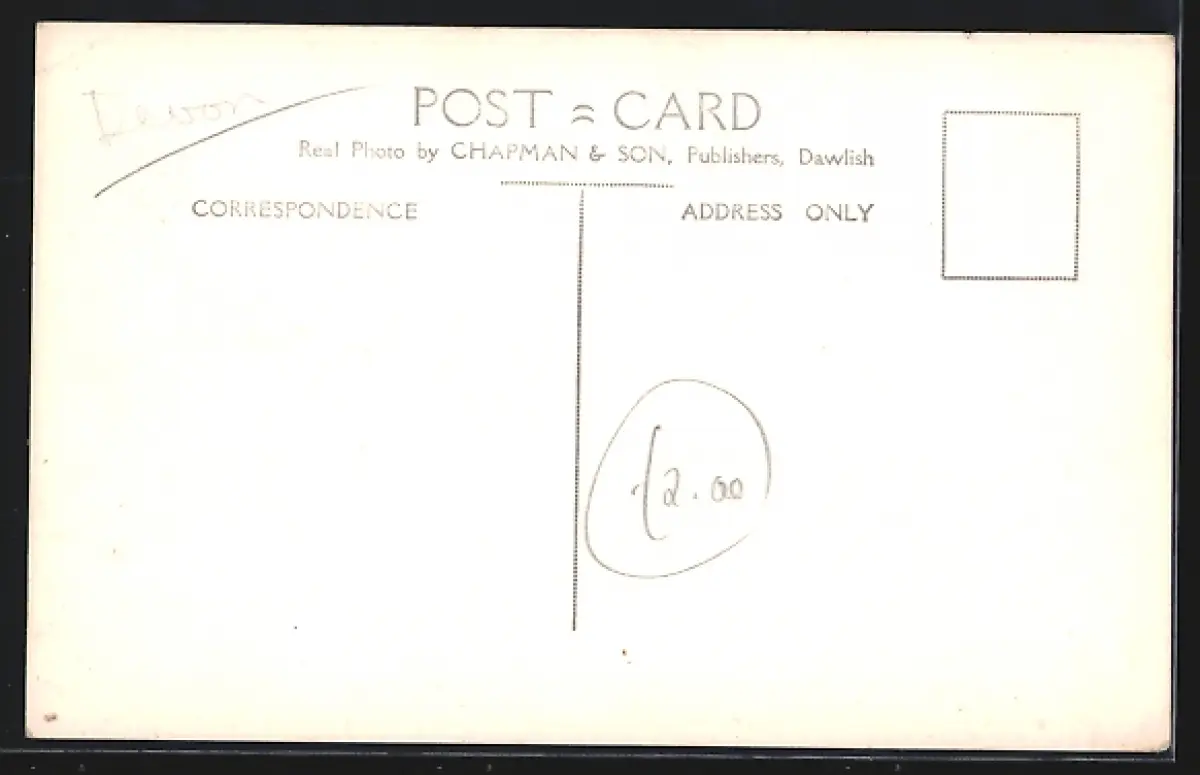 Devon
POST = CARD
Real Photo by CHAPMAN & SON, Publishers, Dawlish
CORRESPONDENCE
ADDRESS ONLY
£2.00